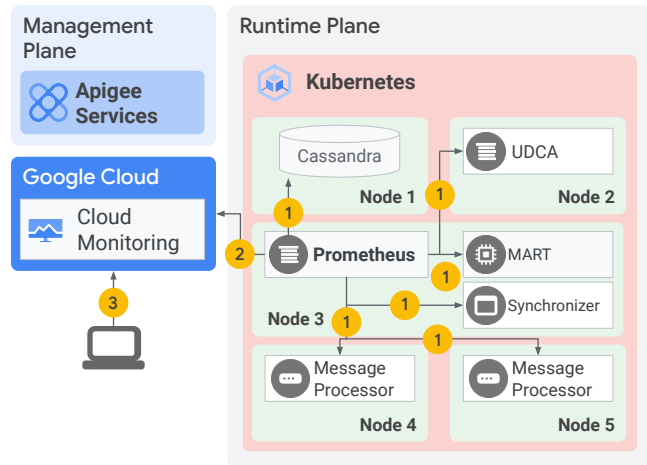 Management
Plane
Apigee
Services
Google Cloud
Cloud
Monitoring
3
2
Runtime Plane
Kubernetes
Cassandra
Node 1
1
UDCA
Node 2
1
Prometheus
MART
1
Synchronizer
1
Node 3
1
1
Message
Processor
Node 4
Message
Processor
Node 5